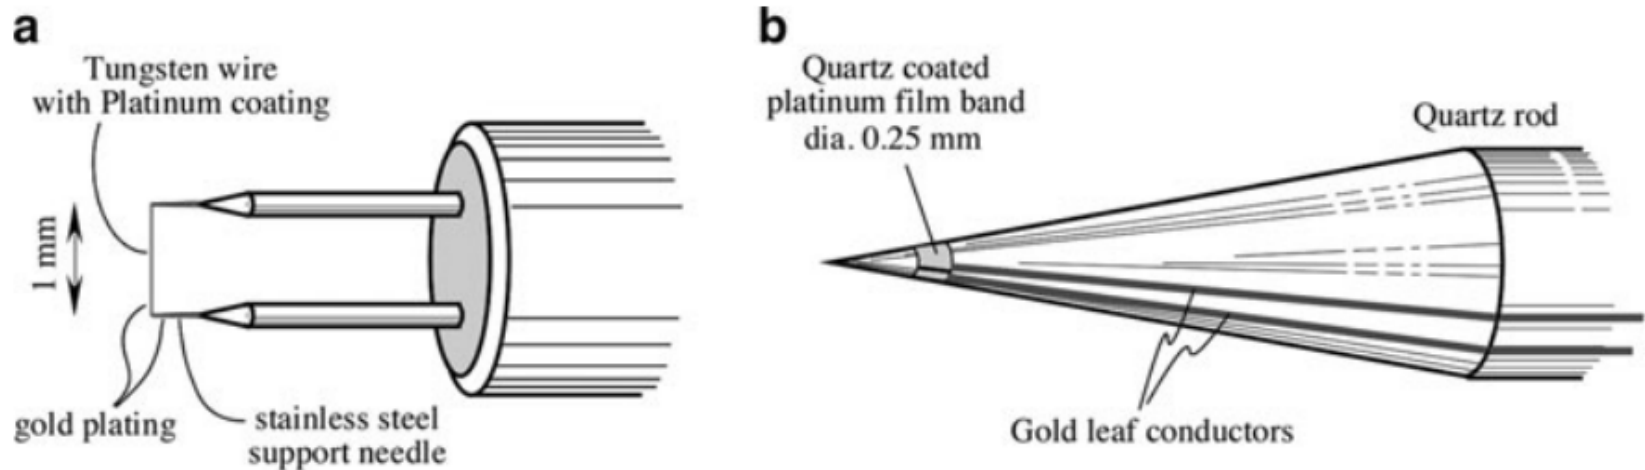 a
Tungsten wire
with Platinum coating
1 mm
gold plating
stainless steel
support needle
b
Quartz coated
platinum film band
dia. 0.25 mm
Quartz rod
Gold leaf conductors